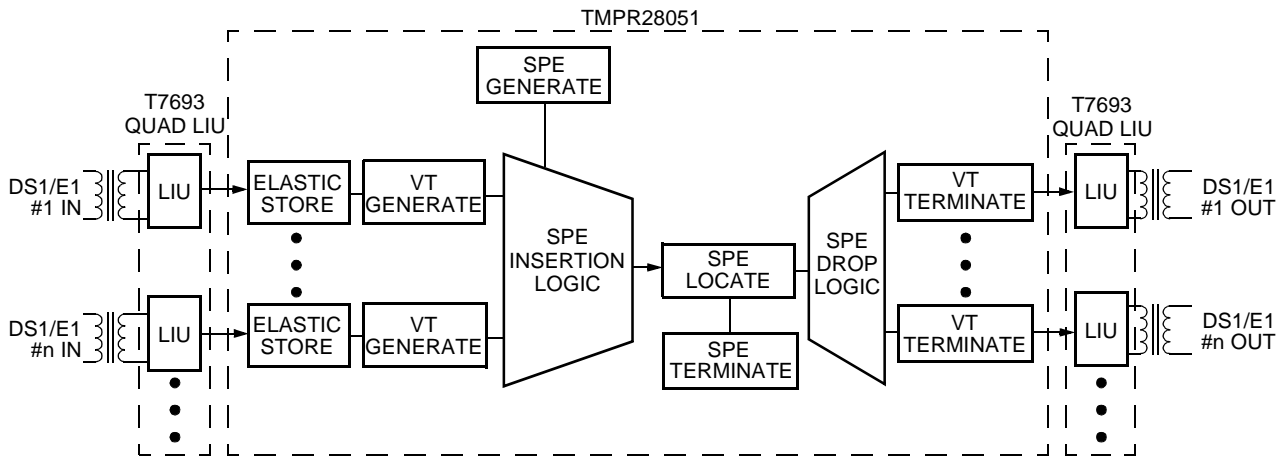 TMPR28051
SPE
GENERATE
T7693
QUAD LIU
T7693
QUAD LIU
DS1/E1
#1 IN
LIU
ELASTIC
STORE
VT
GENERATE
SPE
INSERTION
LOGIC
SPE
LOCATE
SPE
TERMINATE
SPE
DROP
LOGIC
VT
TERMINATE
LIU
DS1/E1
#1 OUT
DS1/E1
#n IN
LIU
ELASTIC
STORE
VT
GENERATE
VT
TERMINATE
LIU
DS1/E1
#n OUT